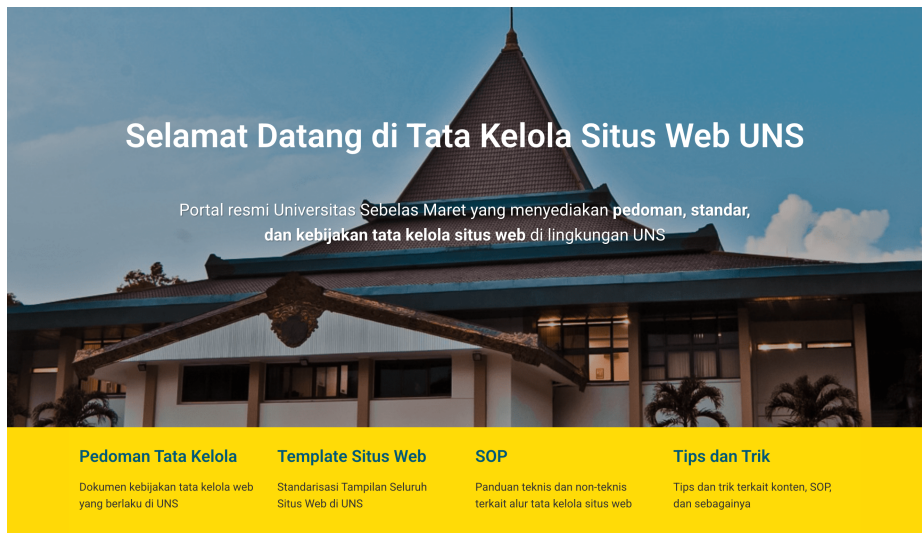 Selamat Datang di Tata Kelola Situs Web UNS
Portal resmi Universitas Sebelas Maret yang menyediakan pedoman, standar,
dan kebijakan tata kelola situs web di lingkungan UNS
Pedoman Tata Kelola
Dokumen kebijakan tata kelola web
yang berlaku di UNS
Template Situs Web
Standarisasi Tampilan Seluruh
Situs Web di UNS
SOP
Panduan teknis dan non-teknis
terkait alur tata kelola situs web
Tips dan Trik
Tips dan trik terkait konten, SOP,
dan sebagainya